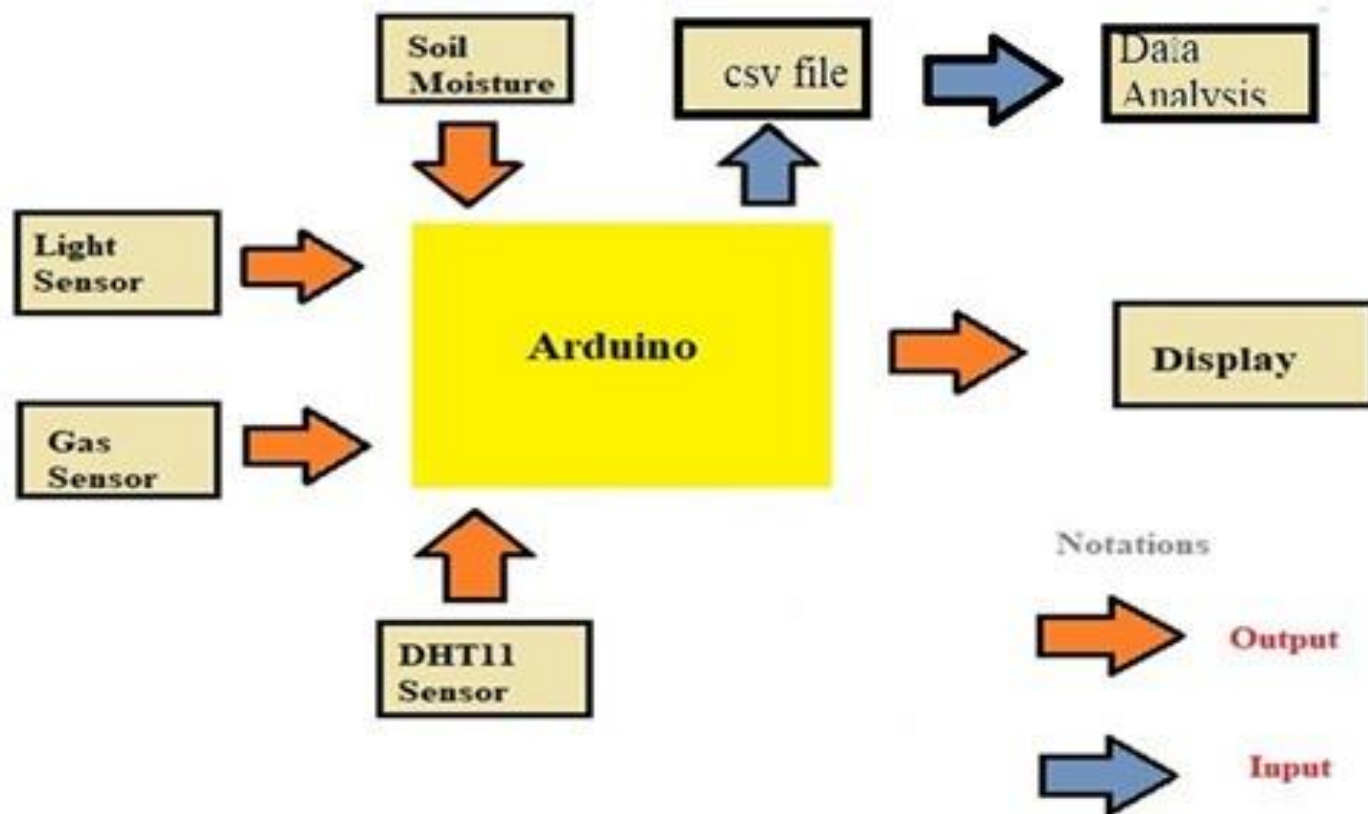 Soil
Moisture
csv file
Data
Analysis
Light
Sensor
Arduino
Display
Gas
Sensor
Notations
DHT11
Sensor
Output
Input